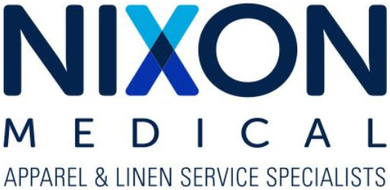 NIXON
MEDICAL
APPAREL & LINEN SERVICE SPECIALISTS